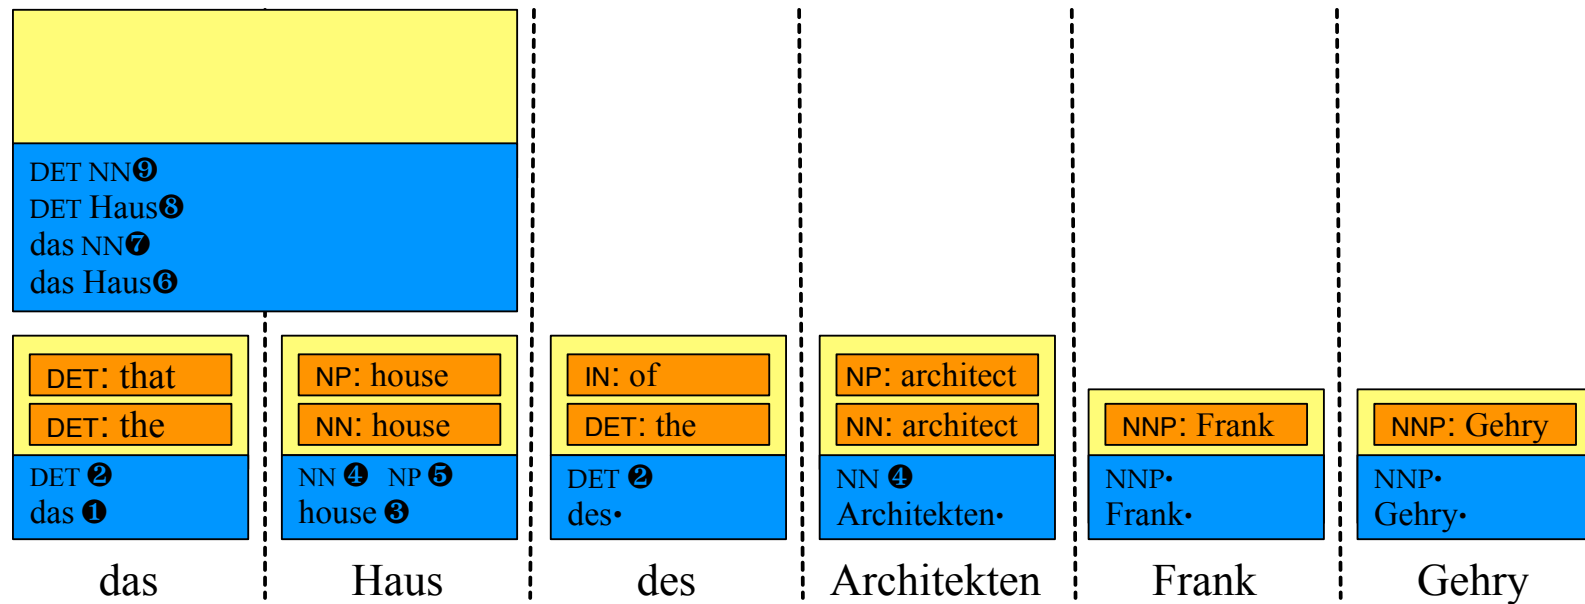 DET NN❾
DET Haus❽
das NN❼
das Haus❻
DET: that
DET: the
DET ❷
das ❶
NP: house
NN: house
NN ❹ NP ❺
house ❸
IN: of
DET: the
DET ❷
des•
NP: architect
NN: architect
NN ❹
Architekten•
NNP: Frank
NNP•
Frank•
NNP: Gehry
NNP•
Gehry•
das Haus des Architekten Frank Gehry